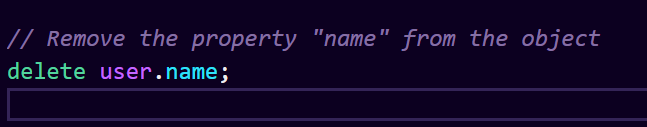 // Remove the property "name" from the object
delete user.name;